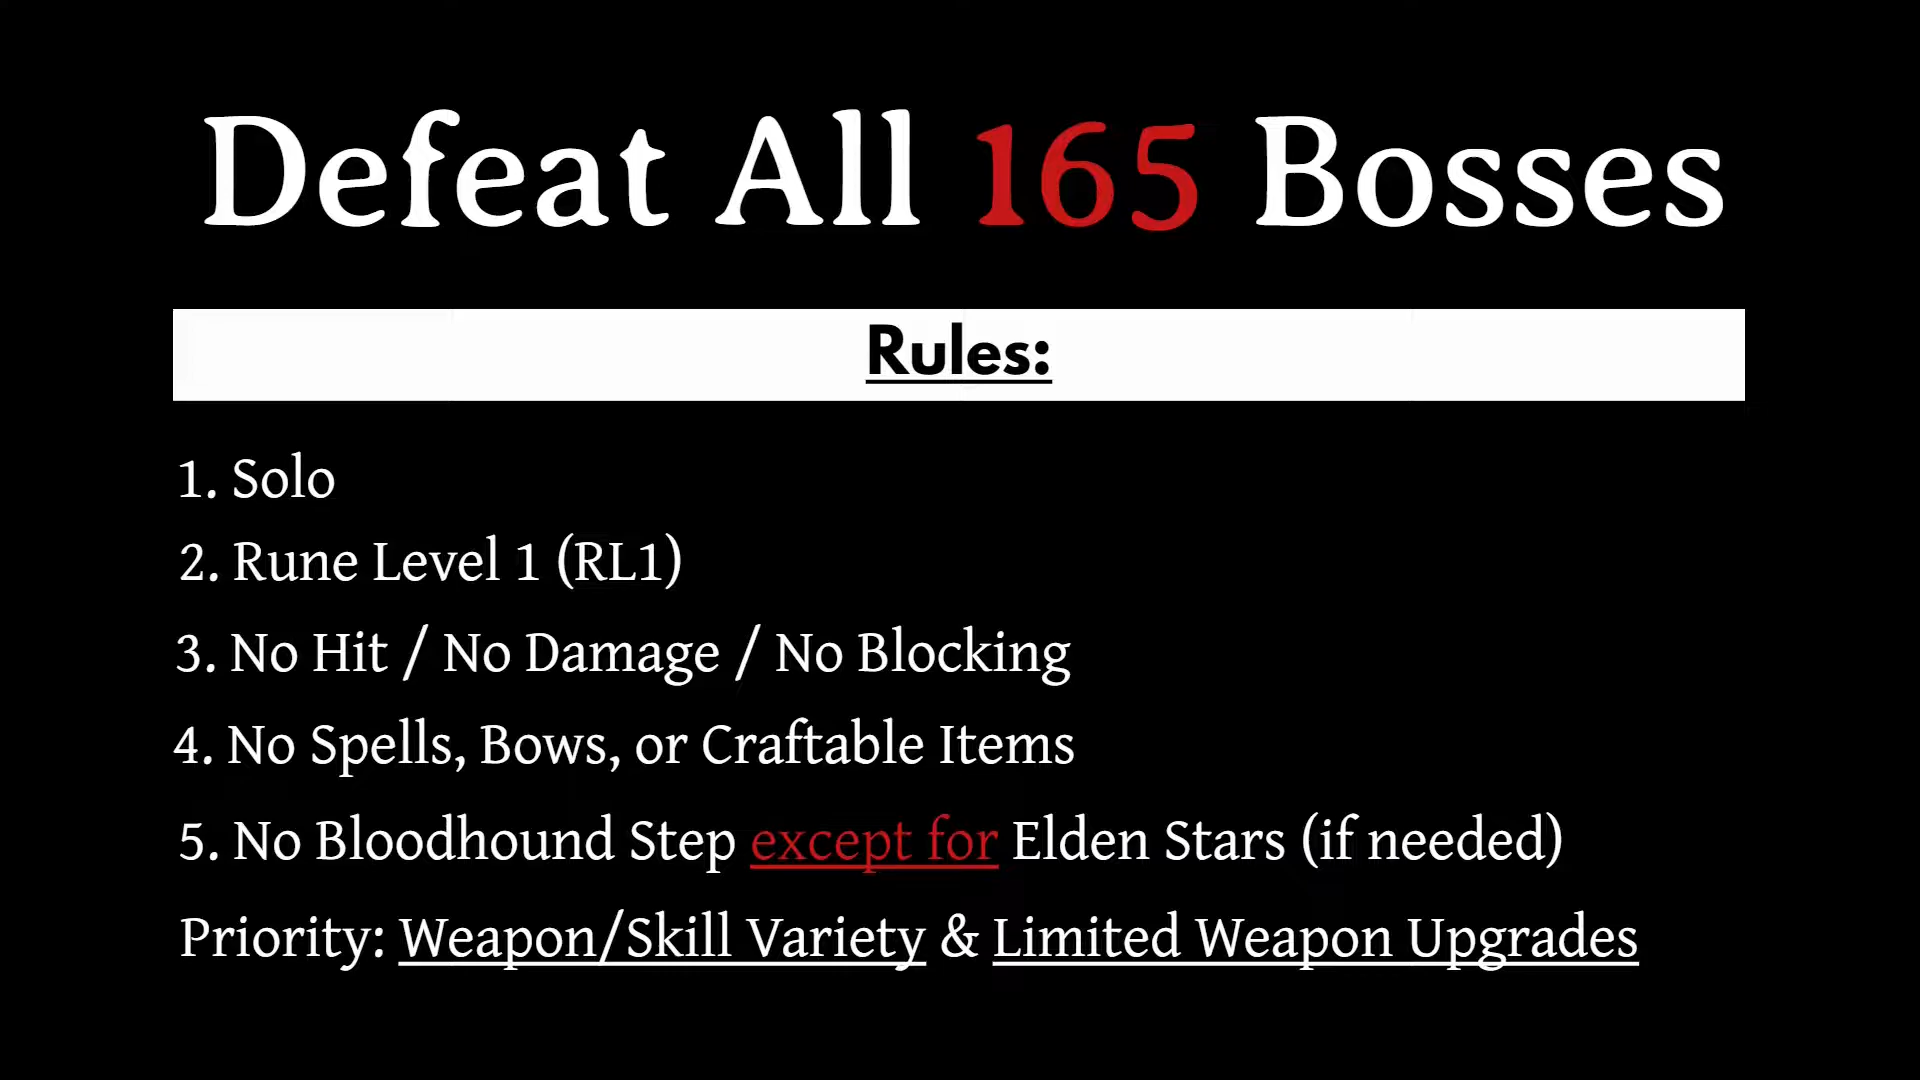 Defeat All 165 Bosses
Rules:
1. Solo
2. Rune Level 1 (RL1)
3. No Hit / No Damage / No Blocking
4. No Spells, Bows, or Craftable Items
5. No Bloodhound Step except for Elden Stars (if needed)
Priority: Weapon/Skill Variety & Limited Weapon Upgrades